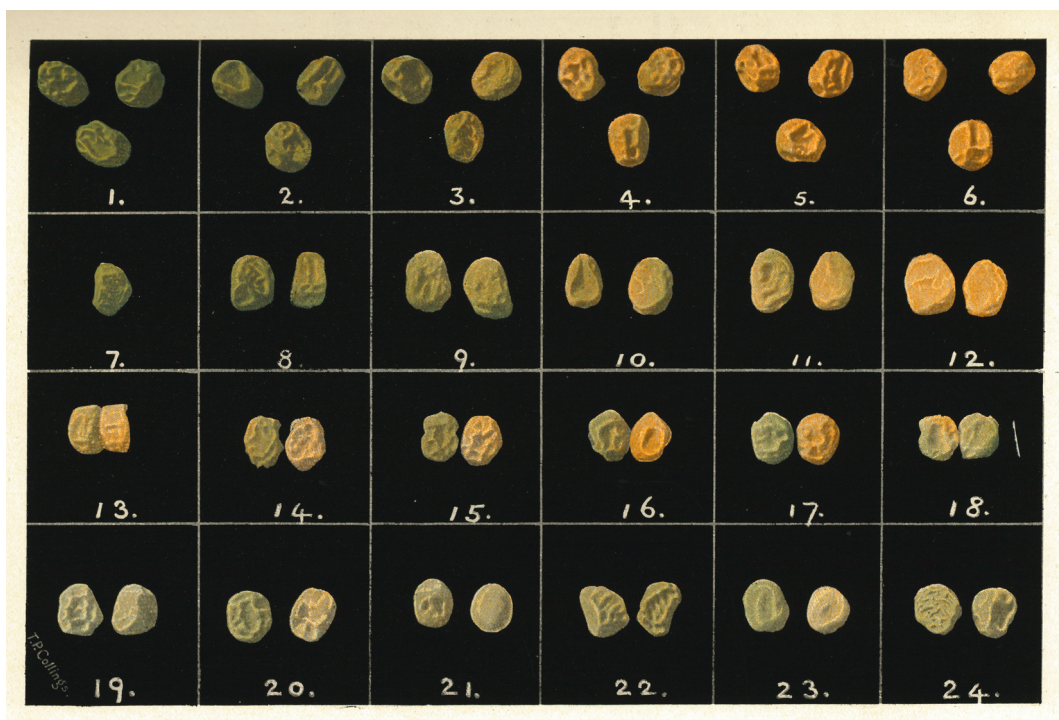 1. 2. 3. 4. 5. 6.
7. 8. 9. 10. 11. 12.
13. 14. 15. 16. 17. 18.
19. 20. 21. 22. 23. 24.
T.P.Collings.